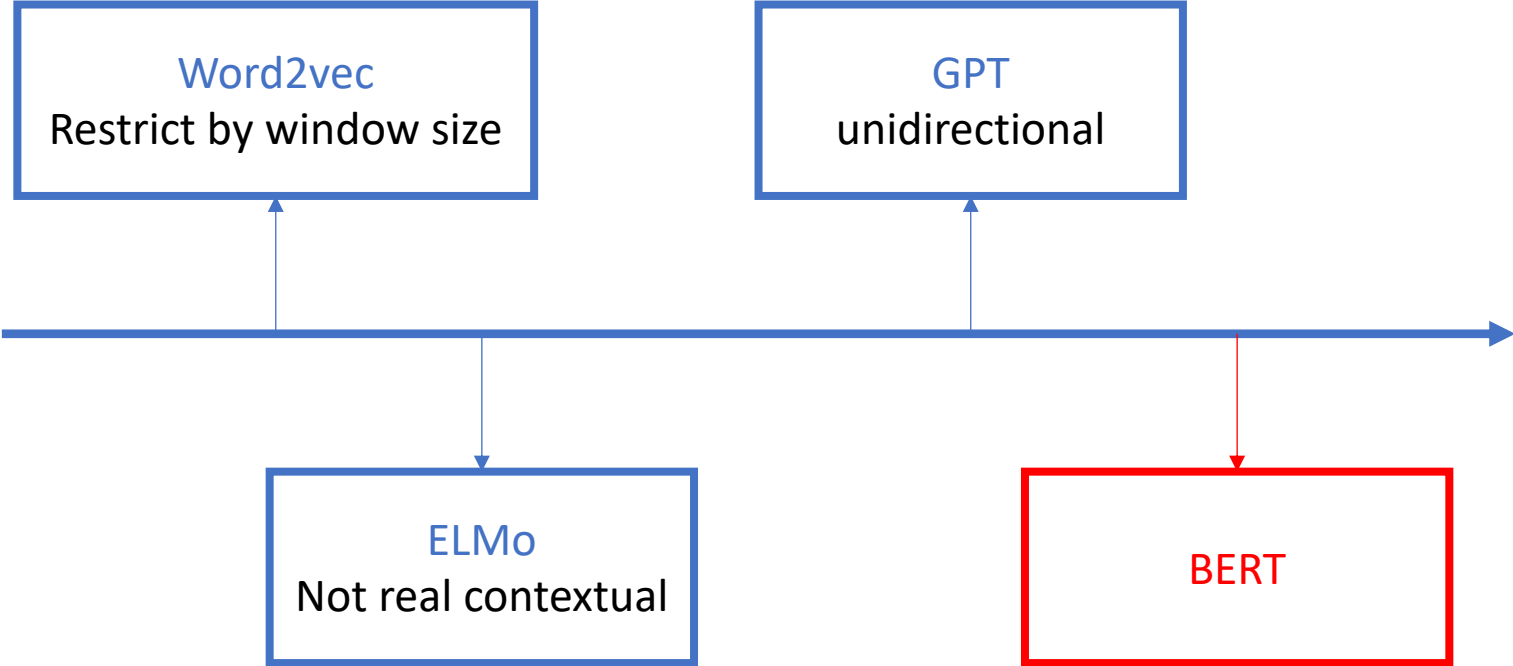 Word2vec
Restrict by window size
GPT
unidirectional
ELMo
Not real contextual
BERT